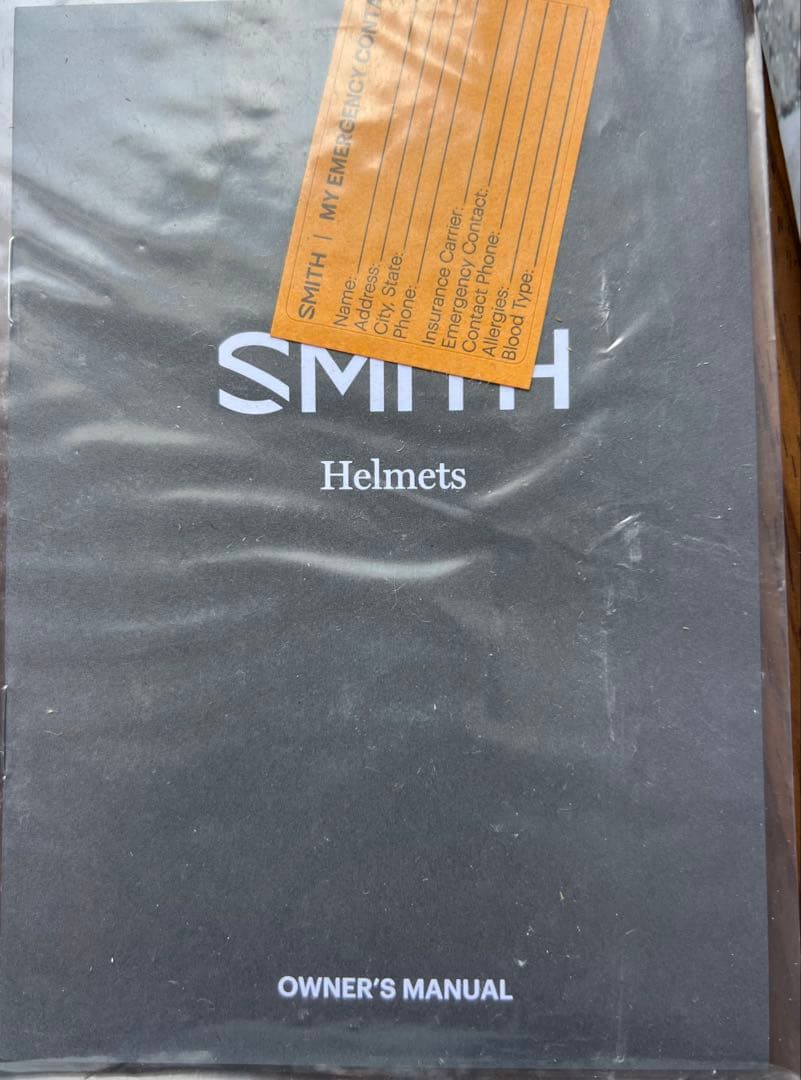 SMITH | MY EMERGENCY CONTA
Name:
Address:
City, State:
Phone:
Insurance Carrier:
Emergency Contact:
Contact Phone:
Allergies:
Blood Type:
SMITH
Helmets
OWNER'S MANUAL